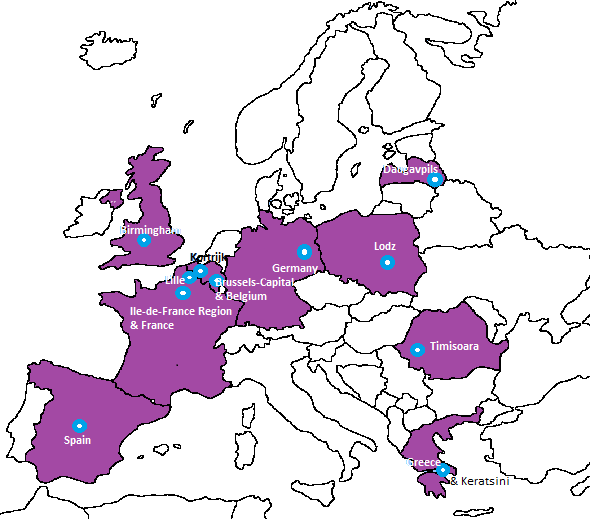 Daugavpils
Birmingham
Lodz
Kortrijk
Germany
Lille
Brussels-Capital
& Belgium
Ile-de-France Region
& France
Timisoara
Spain
Greece
& Keratsini